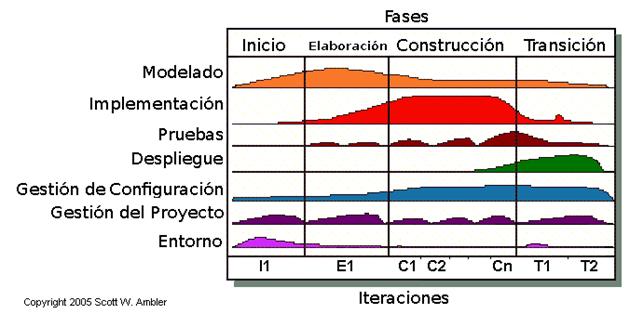 Fases
Inicio Elaboración Construcción Transición
Modelado
Implementación
Pruebas
Despliegue
Gestión de Configuración
Gestión del Proyecto
Entorno
I1 E1 C1 C2 Cn T1 T2
Copyright 2005 Scott W. Ambler
Iteraciones